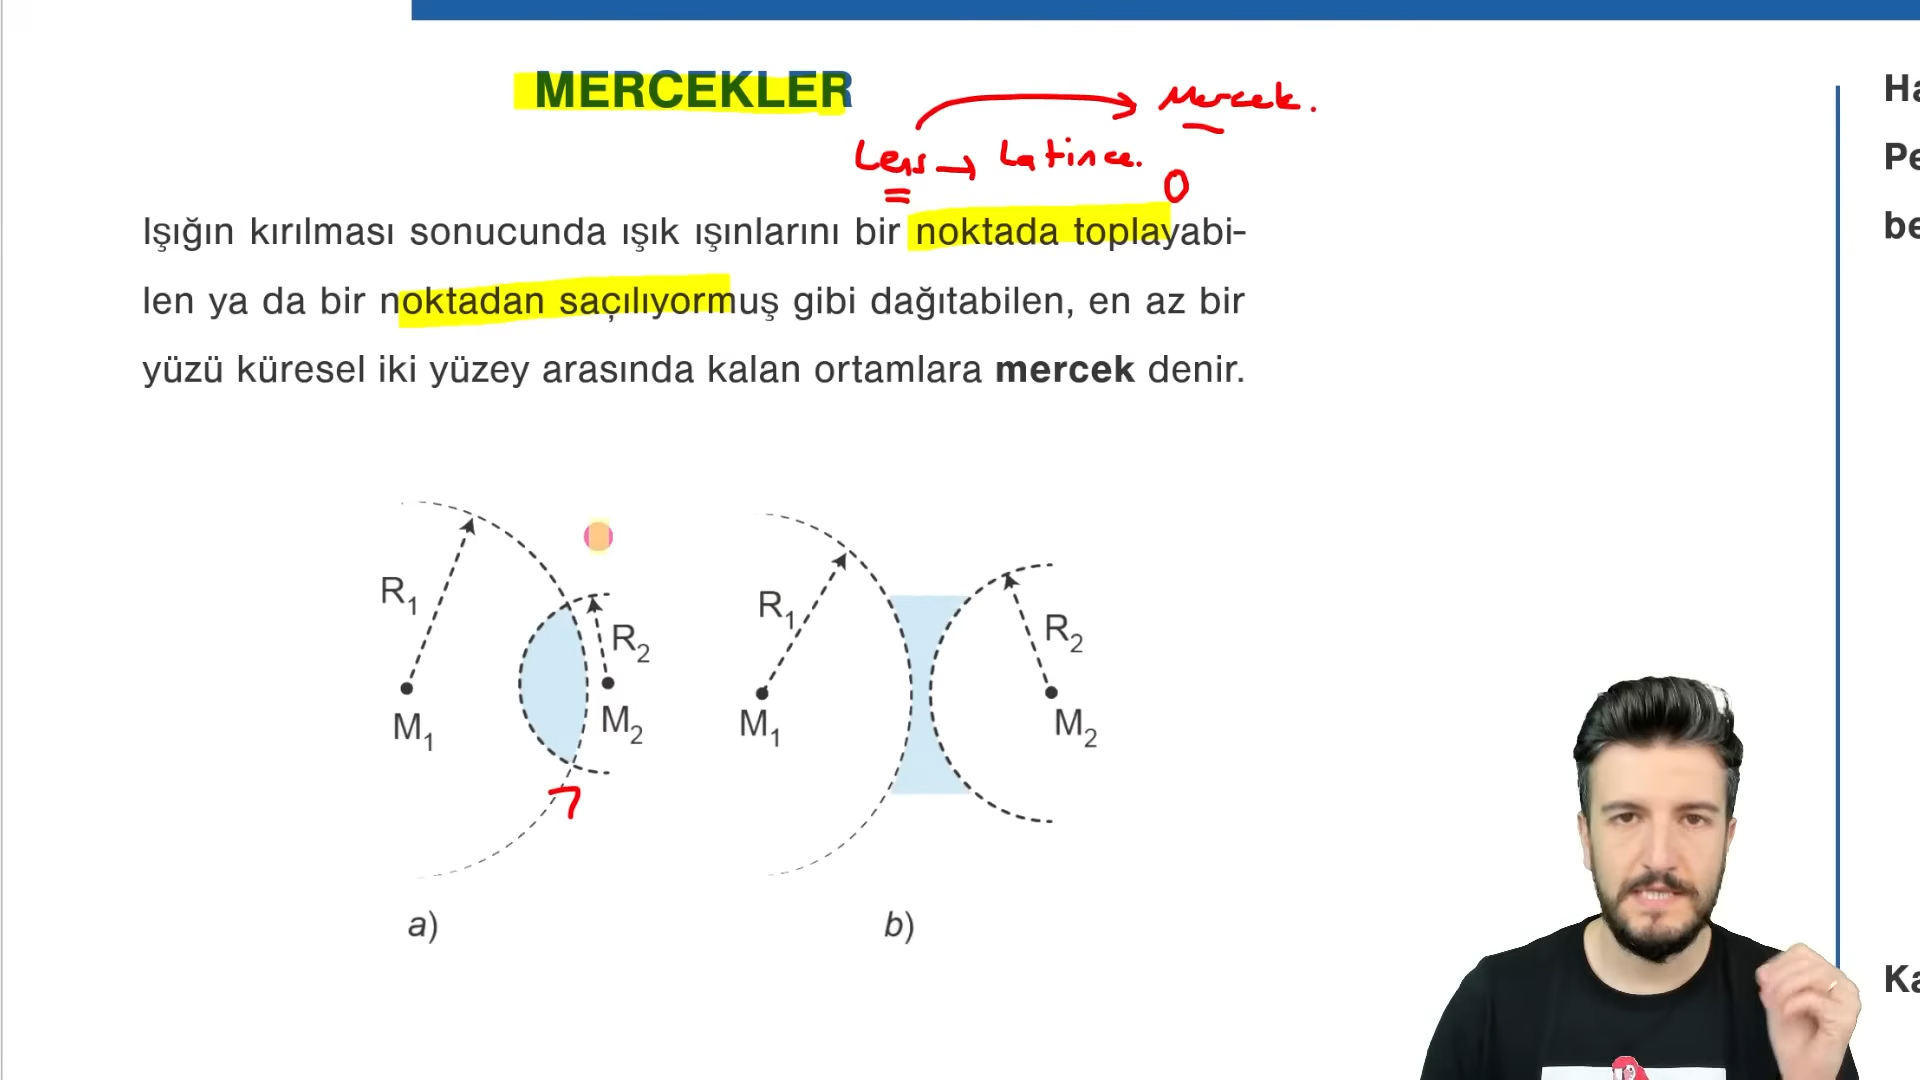 MERCEKLER
Mercek.
Lens → Latince.
Işığın kırılması sonucunda ışık ışınlarını bir noktada toplayabi-
len ya da bir noktadan saçılıyormuş gibi dağıtabilen, en az bir
yüzü küresel iki yüzey arasında kalan ortamlara mercek denir.
R₁
R₂
M₁
M₂
a)
R₁
R₂
M₁
M₂
b)
Ha
Pe
be
Ka